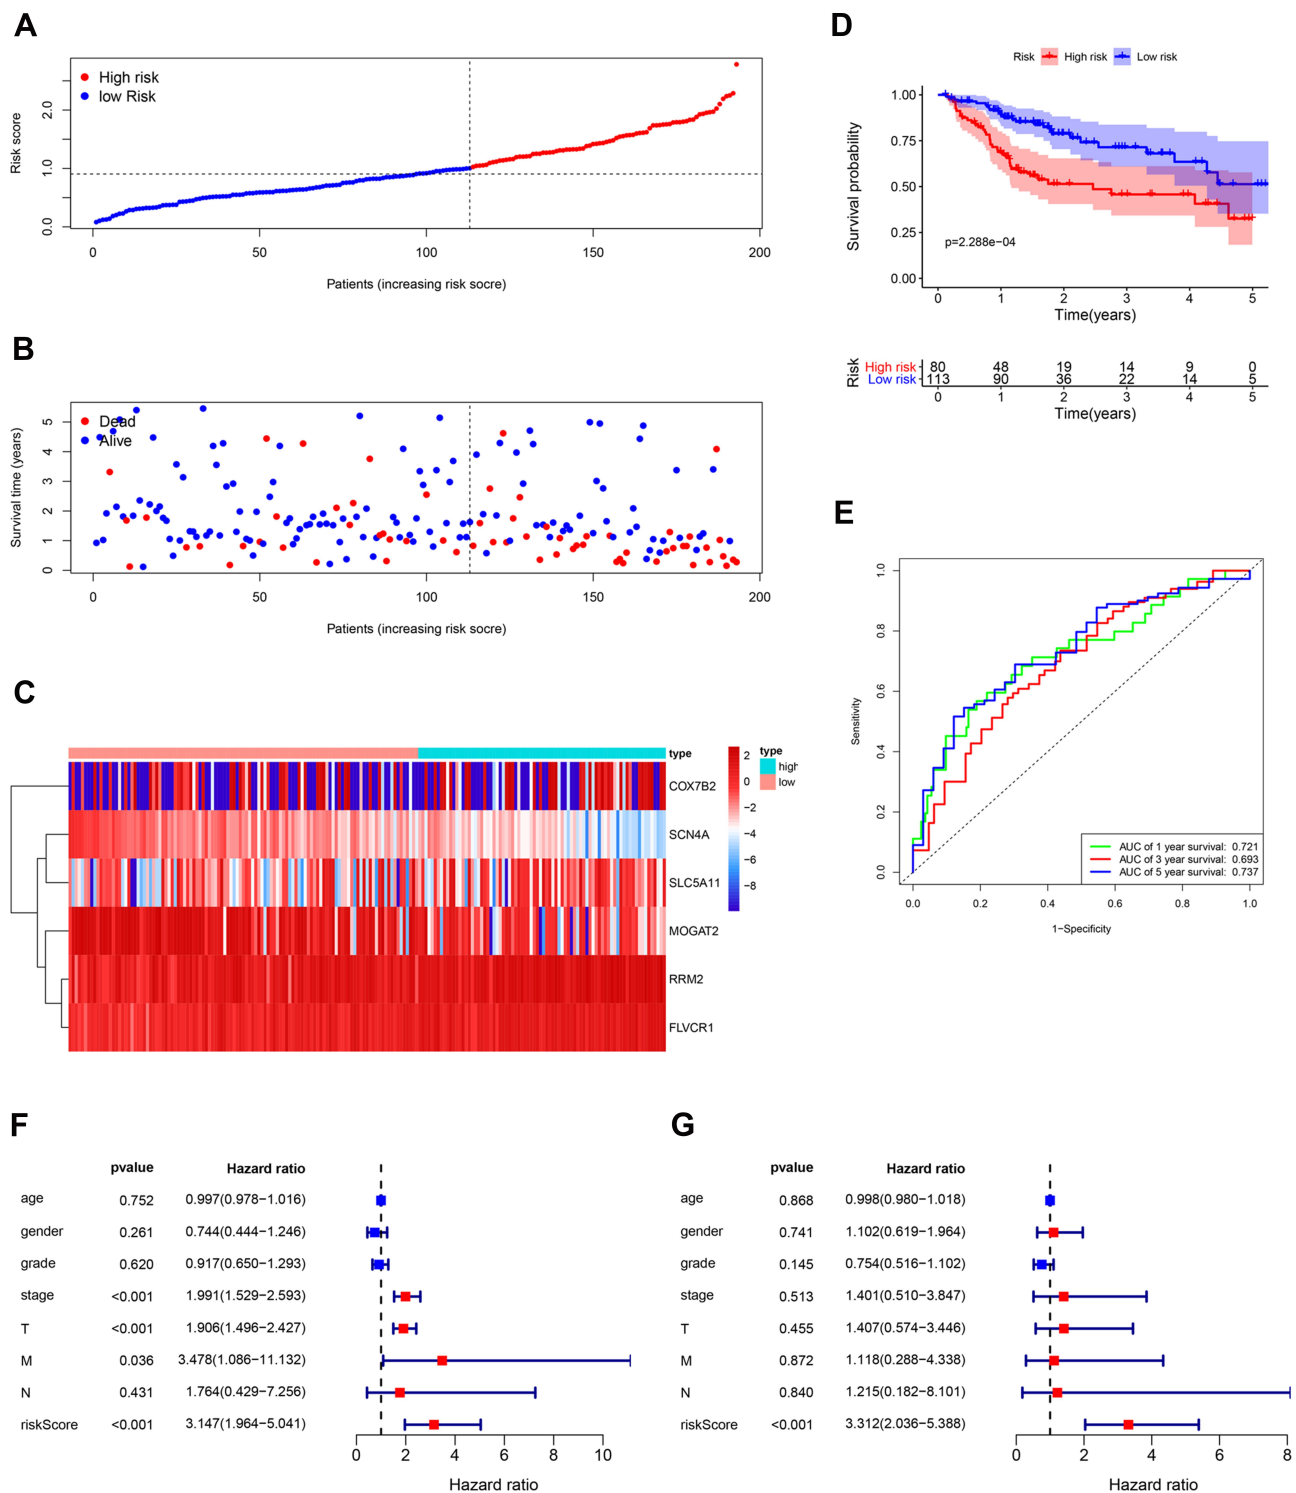 A
High risk
low Risk
Risk score
0.0
1.0
2.0
0
50
100
150
200
Patients (increasing risk socre)
B
Dead
Alive
Survival time (years)
0
1
2
3
4
5
0
50
100
150
200
Patients (increasing risk socre)
C
type
COX7B2
SCN4A
SLC5A11
MOGAT2
RRM2
FLVCR1
2
0
−2
−4
−6
−8
type
high
low
D
Risk High risk Low risk
Survival probability
1.00
0.75
0.50
0.25
0.00
p=2.288e−04
0 1 2 3 4 5
Time(years)
Risk
High risk 80 48 19 14 9 0
Low risk 113 90 36 22 14 5
0 1 2 3 4 5
Time(years)
E
Sensitivity
0.0
0.2
0.4
0.6
0.8
1.0
AUC of 1 year survival: 0.721
AUC of 3 year survival: 0.693
AUC of 5 year survival: 0.737
0.0 0.2 0.4 0.6 0.8 1.0
1−Specificity
F
pvalue Hazard ratio
age 0.752 0.997(0.978−1.016)
gender 0.261 0.744(0.444−1.246)
grade 0.620 0.917(0.650−1.293)
stage <0.001 1.991(1.529−2.593)
T <0.001 1.906(1.496−2.427)
M 0.036 3.478(1.086−11.132)
N 0.431 1.764(0.429−7.256)
riskScore <0.001 3.147(1.964−5.041)
0 2 4 6 8 10
Hazard ratio
G
pvalue Hazard ratio
age 0.868 0.998(0.980−1.018)
gender 0.741 1.102(0.619−1.964)
grade 0.145 0.754(0.516−1.102)
stage 0.513 1.401(0.510−3.847)
T 0.455 1.407(0.574−3.446)
M 0.872 1.118(0.288−4.338)
N 0.840 1.215(0.182−8.101)
riskScore <0.001 3.312(2.036−5.388)
0 2 4 6 8
Hazard ratio